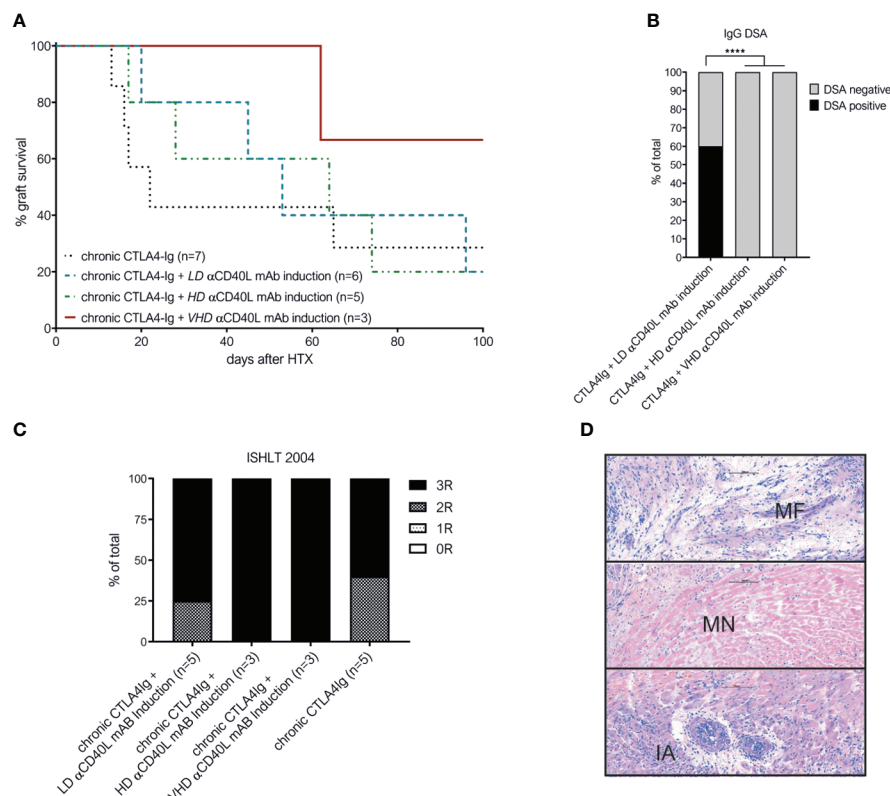 A
100
80
60
40
20
0
% graft survival
chronic CTLA4-Ig (n=7)
chronic CTLA4-Ig + LD αCD40L mAb induction (n=6)
chronic CTLA4-Ig + HD αCD40L mAb induction (n=5)
chronic CTLA4-Ig + VHD αCD40L mAb induction (n=3)
0
20
40
60
80
100
days after HTX
B
IgG DSA
****
100
90
80
70
60
50
40
30
20
10
0
% of total
DSA negative
DSA positive
CTLA4Ig + LD αCD40L mAb induction
CTLA4Ig + HD αCD40L mAb induction
CTLA4Ig + VHD αCD40L mAb induction
C
ISHLT 2004
100
75
50
25
0
% of total
3R
2R
1R
0R
chronic CTLA4Ig +
LD αCD40L mAB Induction (n=5)
chronic CTLA4Ig +
HD αCD40L mAB Induction (n=3)
chronic CTLA4Ig +
VHD αCD40L mAB Induction (n=3)
chronic CTLA4Ig (n=5)
D
MF
MN
IA